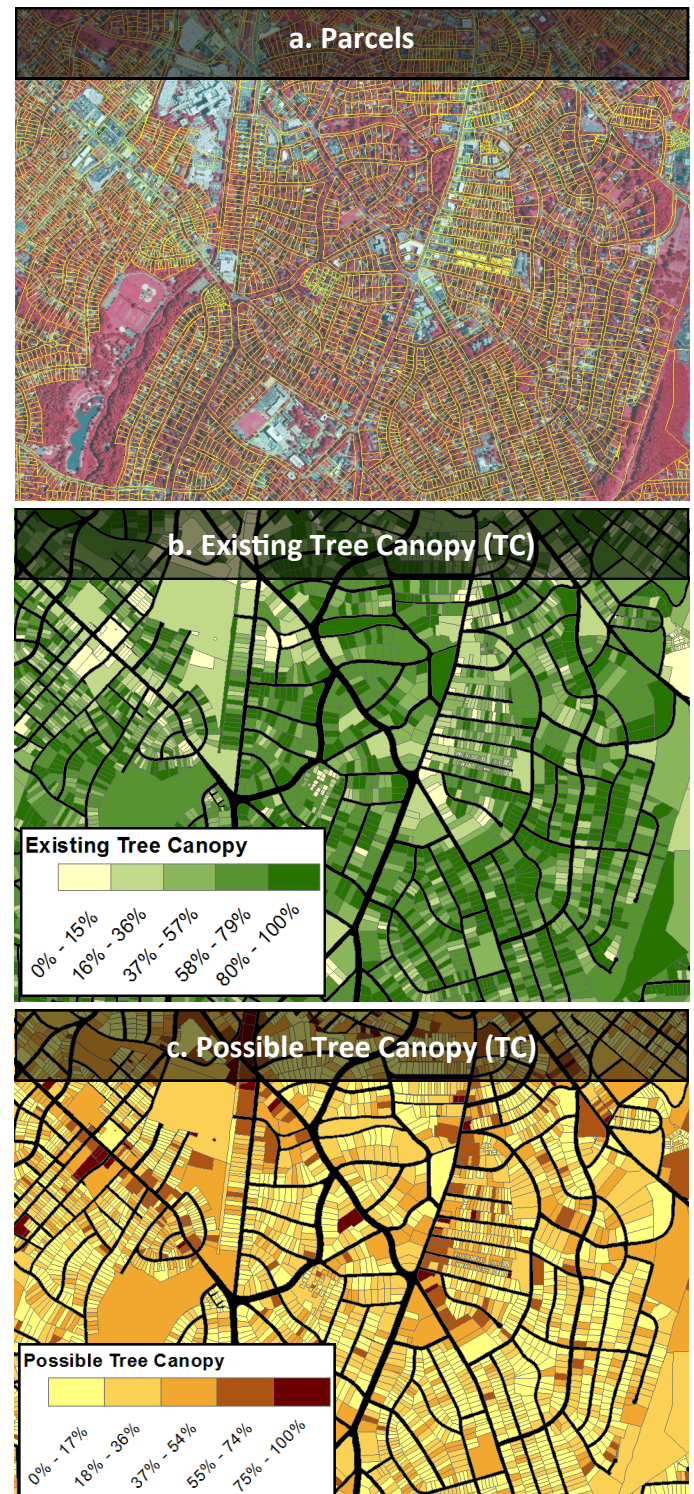 a. Parcels
b. Existing Tree Canopy (TC)
Existing Tree Canopy
0% - 15%
16% - 36%
37% - 57%
58% - 79%
80% - 100%
c. Possible Tree Canopy (TC)
Possible Tree Canopy
0% - 17%
18% - 36%
37% - 54%
55% - 74%
75% - 100%